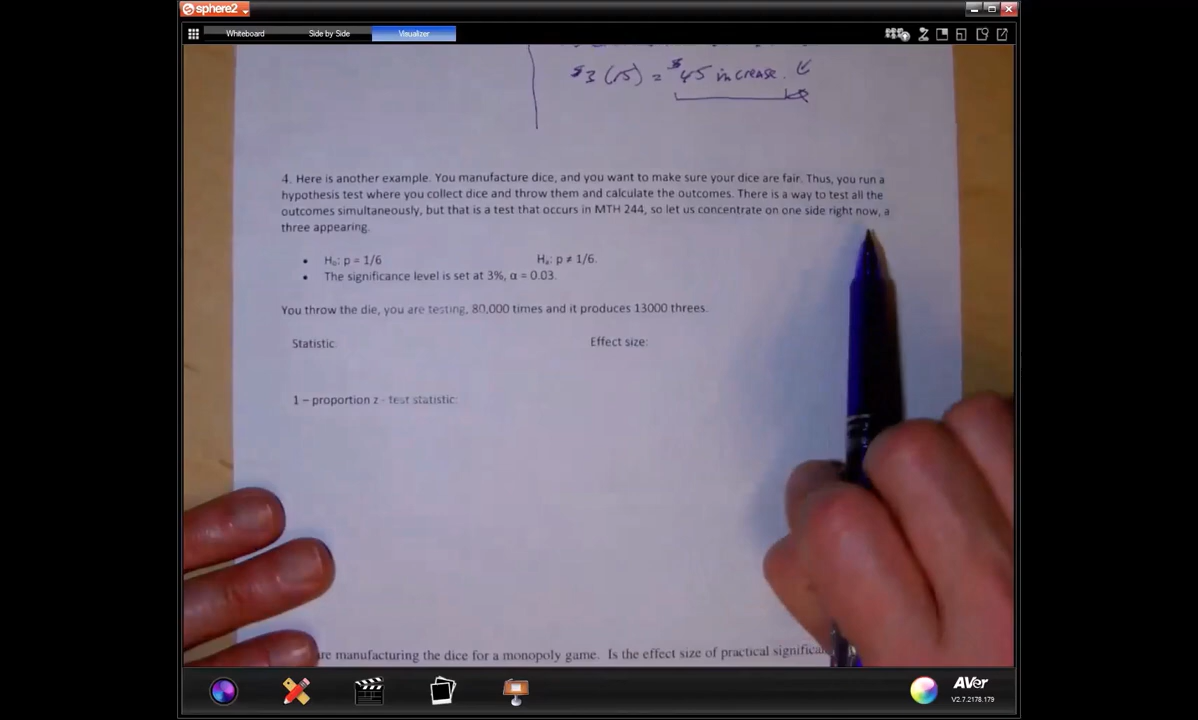 sphere2
Whiteboard
Side by Side
Visualizer
$3 (15) = $45 increase.
4. Here is another example. You manufacture dice, and you want to make sure your dice are fair. Thus, you run a
hypothesis test where you collect dice and throw them and calculate the outcomes. There is a way to test all the
outcomes simultaneously, but that is a test that occurs in MTH 244, so let us concentrate on one side right now, a
three appearing.
• H₀: p = 1/6 Hₐ: p ≠ 1/6.
• The significance level is set at 3%, α = 0.03.
You throw the die, you are testing, 80,000 times and it produces 13000 threes.
Statistic: Effect size:
1 – proportion z - test statistic:
are manufacturing the dice for a monopoly game. Is the effect size of practical
AVer
V2.7.2178.179